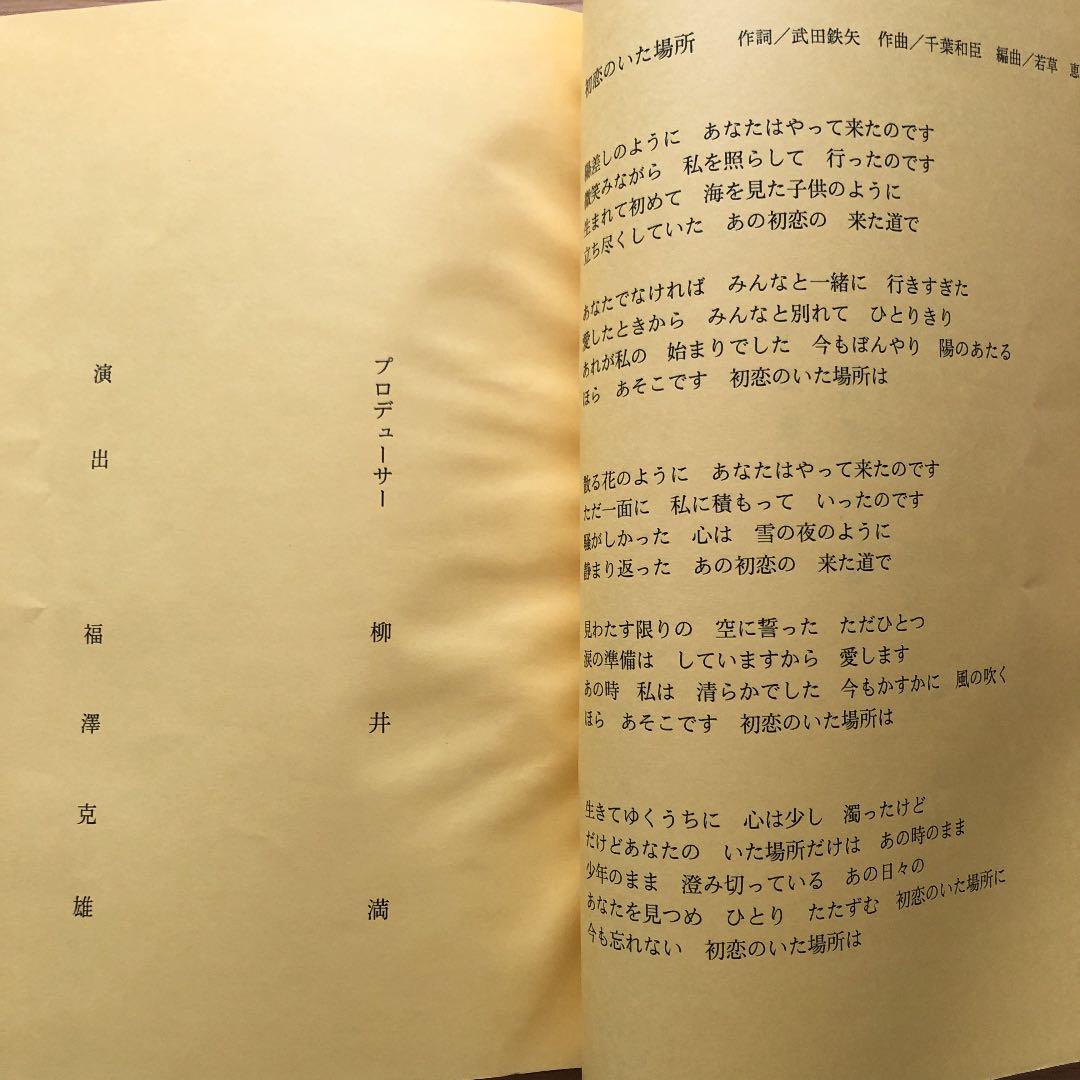 プロデューサー　柳井満
演出　福澤克雄
初恋のいた場所　作詞／武田鉄矢　作曲／千葉和臣　編曲／若草　恵
陽差しのように　あなたはやって来たのです
微笑みながら　私を照らして　行ったのです
生まれて初めて　海を見た子供のように
立ち尽くしていた　あの初恋の　来た道で
あなたでなければ　みんなと一緒に　行きすぎた
愛したときから　みんなと別れて　ひとりきり
あれが私の　始まりでした　今もぼんやり　陽のあたる
ほら　あそこです　初恋のいた場所は
散る花のように　あなたはやって来たのです
ただ一面に　私に積もって　いったのです
騒がしかった　心は　雪の夜のように
静まり返った　あの初恋の　来た道で
見わたす限りの　空に誓った　ただひとつ
涙の準備は　していますから　愛します
あの時　私は　清らかでした　今もかすかに　風の吹く
ほら　あそこです　初恋のいた場所は
生きてゆくうちに　心は少し　濁ったけど
だけどあなたの　いた場所だけは　あの時のまま
少年のまま　澄み切っている　あの日々の
あなたを見つめ　ひとり　たたずむ　初恋のいた場所に
今も忘れない　初恋のいた場所は